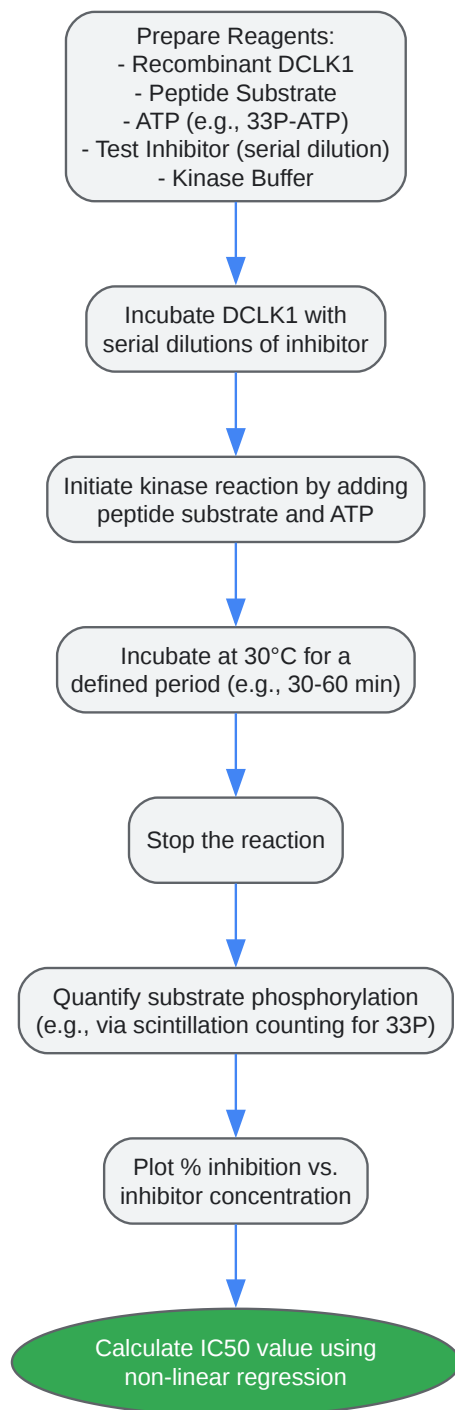 Prepare Reagents:
- Recombinant DCLK1
- Peptide Substrate
- ATP (e.g., 33P-ATP)
- Test Inhibitor (serial dilution)
- Kinase Buffer
Incubate DCLK1 with
serial dilutions of inhibitor
Initiate kinase reaction by adding
peptide substrate and ATP
Incubate at 30°C for a
defined period (e.g., 30-60 min)
Stop the reaction
Quantify substrate phosphorylation
(e.g., via scintillation counting for 33P)
Plot % inhibition vs.
inhibitor concentration
Calculate IC50 value using
non-linear regression